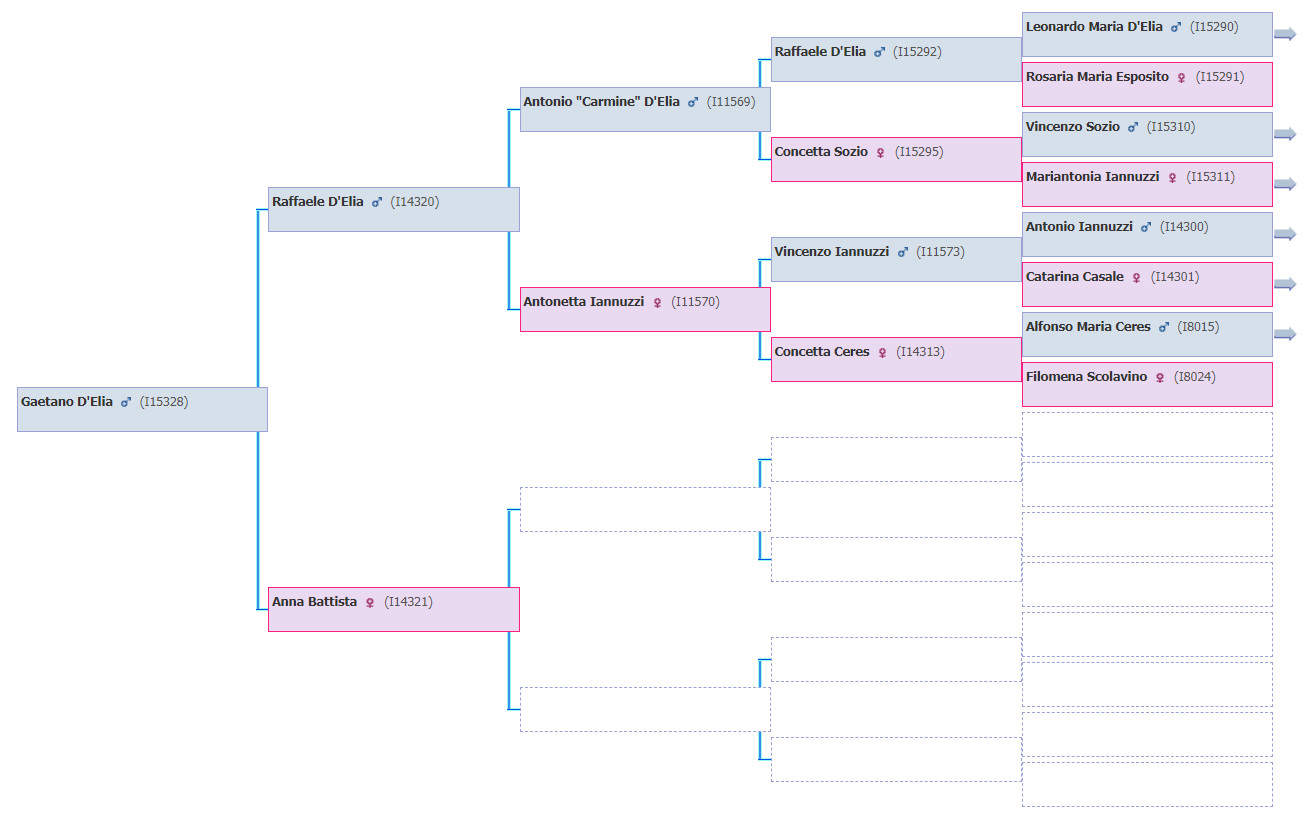 Leonardo Maria D'Elia ♂ (I15290)
Raffaele D'Elia ♂ (I15292)
Rosaria Maria Esposito ♀ (I15291)
Antonio "Carmine" D'Elia ♂ (I11569)
Vincenzo Sozio ♂ (I15310)
Concetta Sozio ♀ (I15295)
Mariantonia Iannuzzi ♀ (I15311)
Raffaele D'Elia ♂ (I14320)
Antonio Iannuzzi ♂ (I14300)
Vincenzo Iannuzzi ♂ (I11573)
Catarina Casale ♀ (I14301)
Antonetta Iannuzzi ♀ (I11570)
Alfonso Maria Ceres ♂ (I8015)
Concetta Ceres ♀ (I14313)
Filomena Scolavino ♀ (I8024)
Gaetano D'Elia ♂ (I15328)
Anna Battista ♀ (I14321)